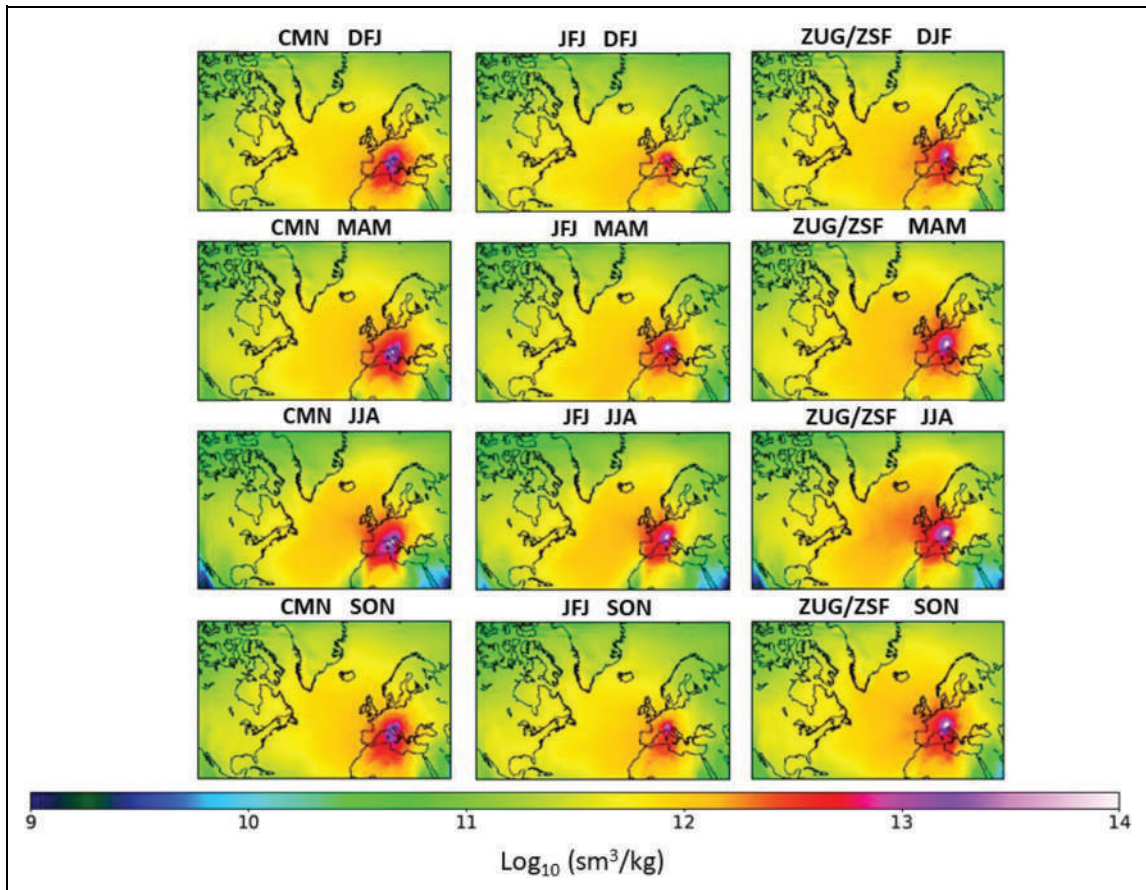 CMN DFJ JFJ DFJ ZUG/ZSF DJF
CMN MAM JFJ MAM ZUG/ZSF MAM
CMN JJA JFJ JJA ZUG/ZSF JJA
CMN SON JFJ SON ZUG/ZSF SON
9 10 11 12 13 14
Log₁₀ (sm³/kg)